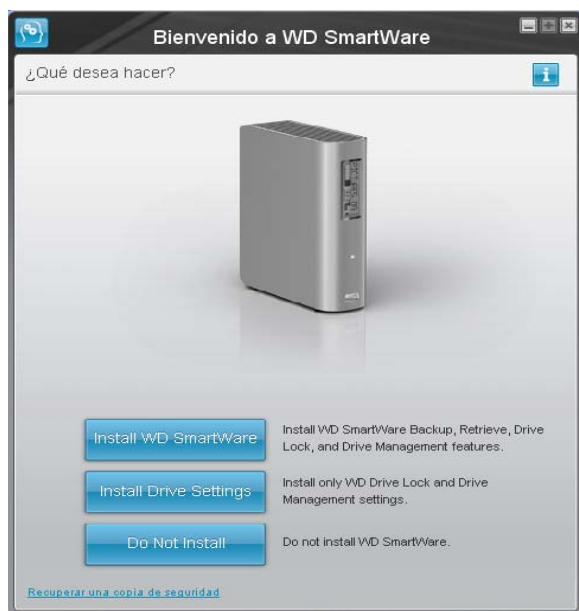 Bienvenido a WD SmartWare
¿Qué desea hacer?
Install WD SmartWare
Install WD SmartWare Backup, Retrieve, Drive
Lock, and Drive Management features.
Install Drive Settings
Install only WD Drive Lock and Drive
Management settings.
Do Not Install
Do not install WD SmartWare.
Recuperar una copia de seguridad